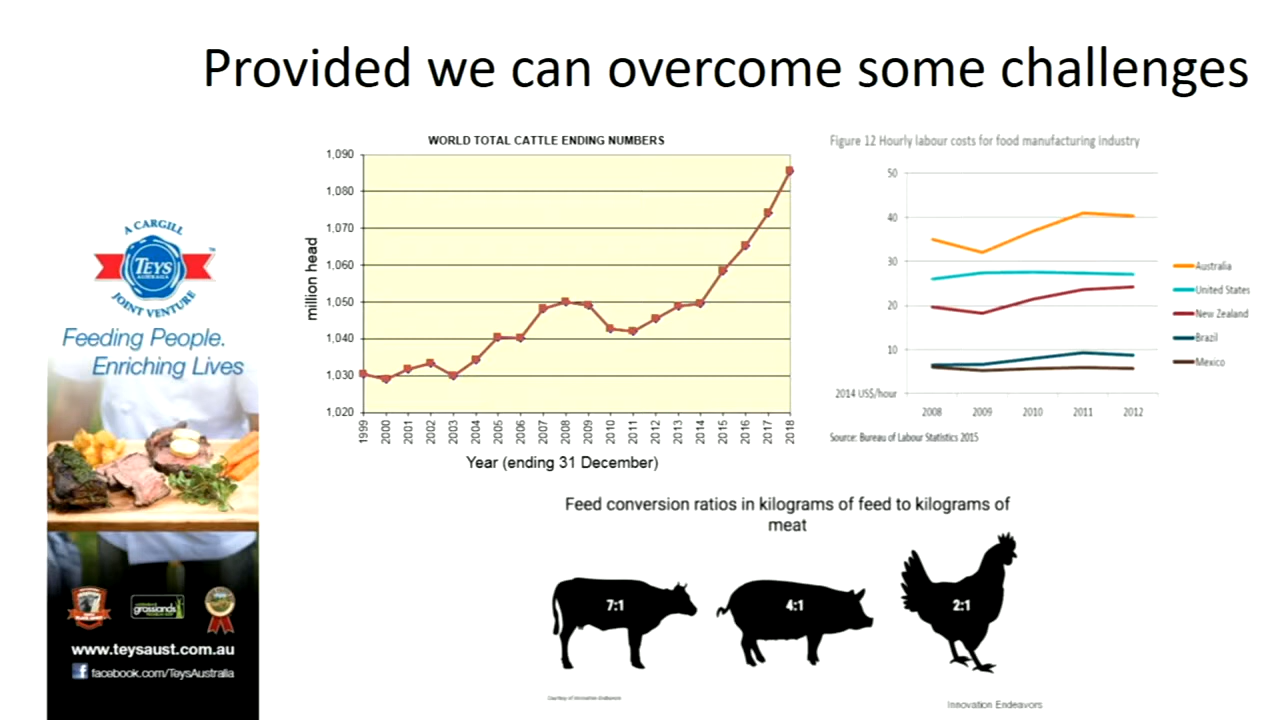 Provided we can overcome some challenges
A CARGILL
TEYS
AUSTRALIA
JOINT VENTURE
™
Feeding People.
Enriching Lives
grasslands
www.teysaust.com.au
facebook.com/TeysAustralia
WORLD TOTAL CATTLE ENDING NUMBERS
million head
1,090
1,080
1,070
1,060
1,050
1,040
1,030
1,020
1999 2000 2001 2002 2003 2004 2005 2006 2007 2008 2009 2010 2011 2012 2013 2014 2015 2016 2017 2018
Year (ending 31 December)
Figure 12 Hourly labour costs for food manufacturing industry
50
40
30
20
10
2014 US$/hour
2008 2009 2010 2011 2012
Australia
United States
New Zealand
Brazil
Mexico
Source: Bureau of Labour Statistics 2015
Feed conversion ratios in kilograms of feed to kilograms of
meat
7:1
4:1
2:1
Courtesy of Innovation Endeavors
Innovation Endeavors